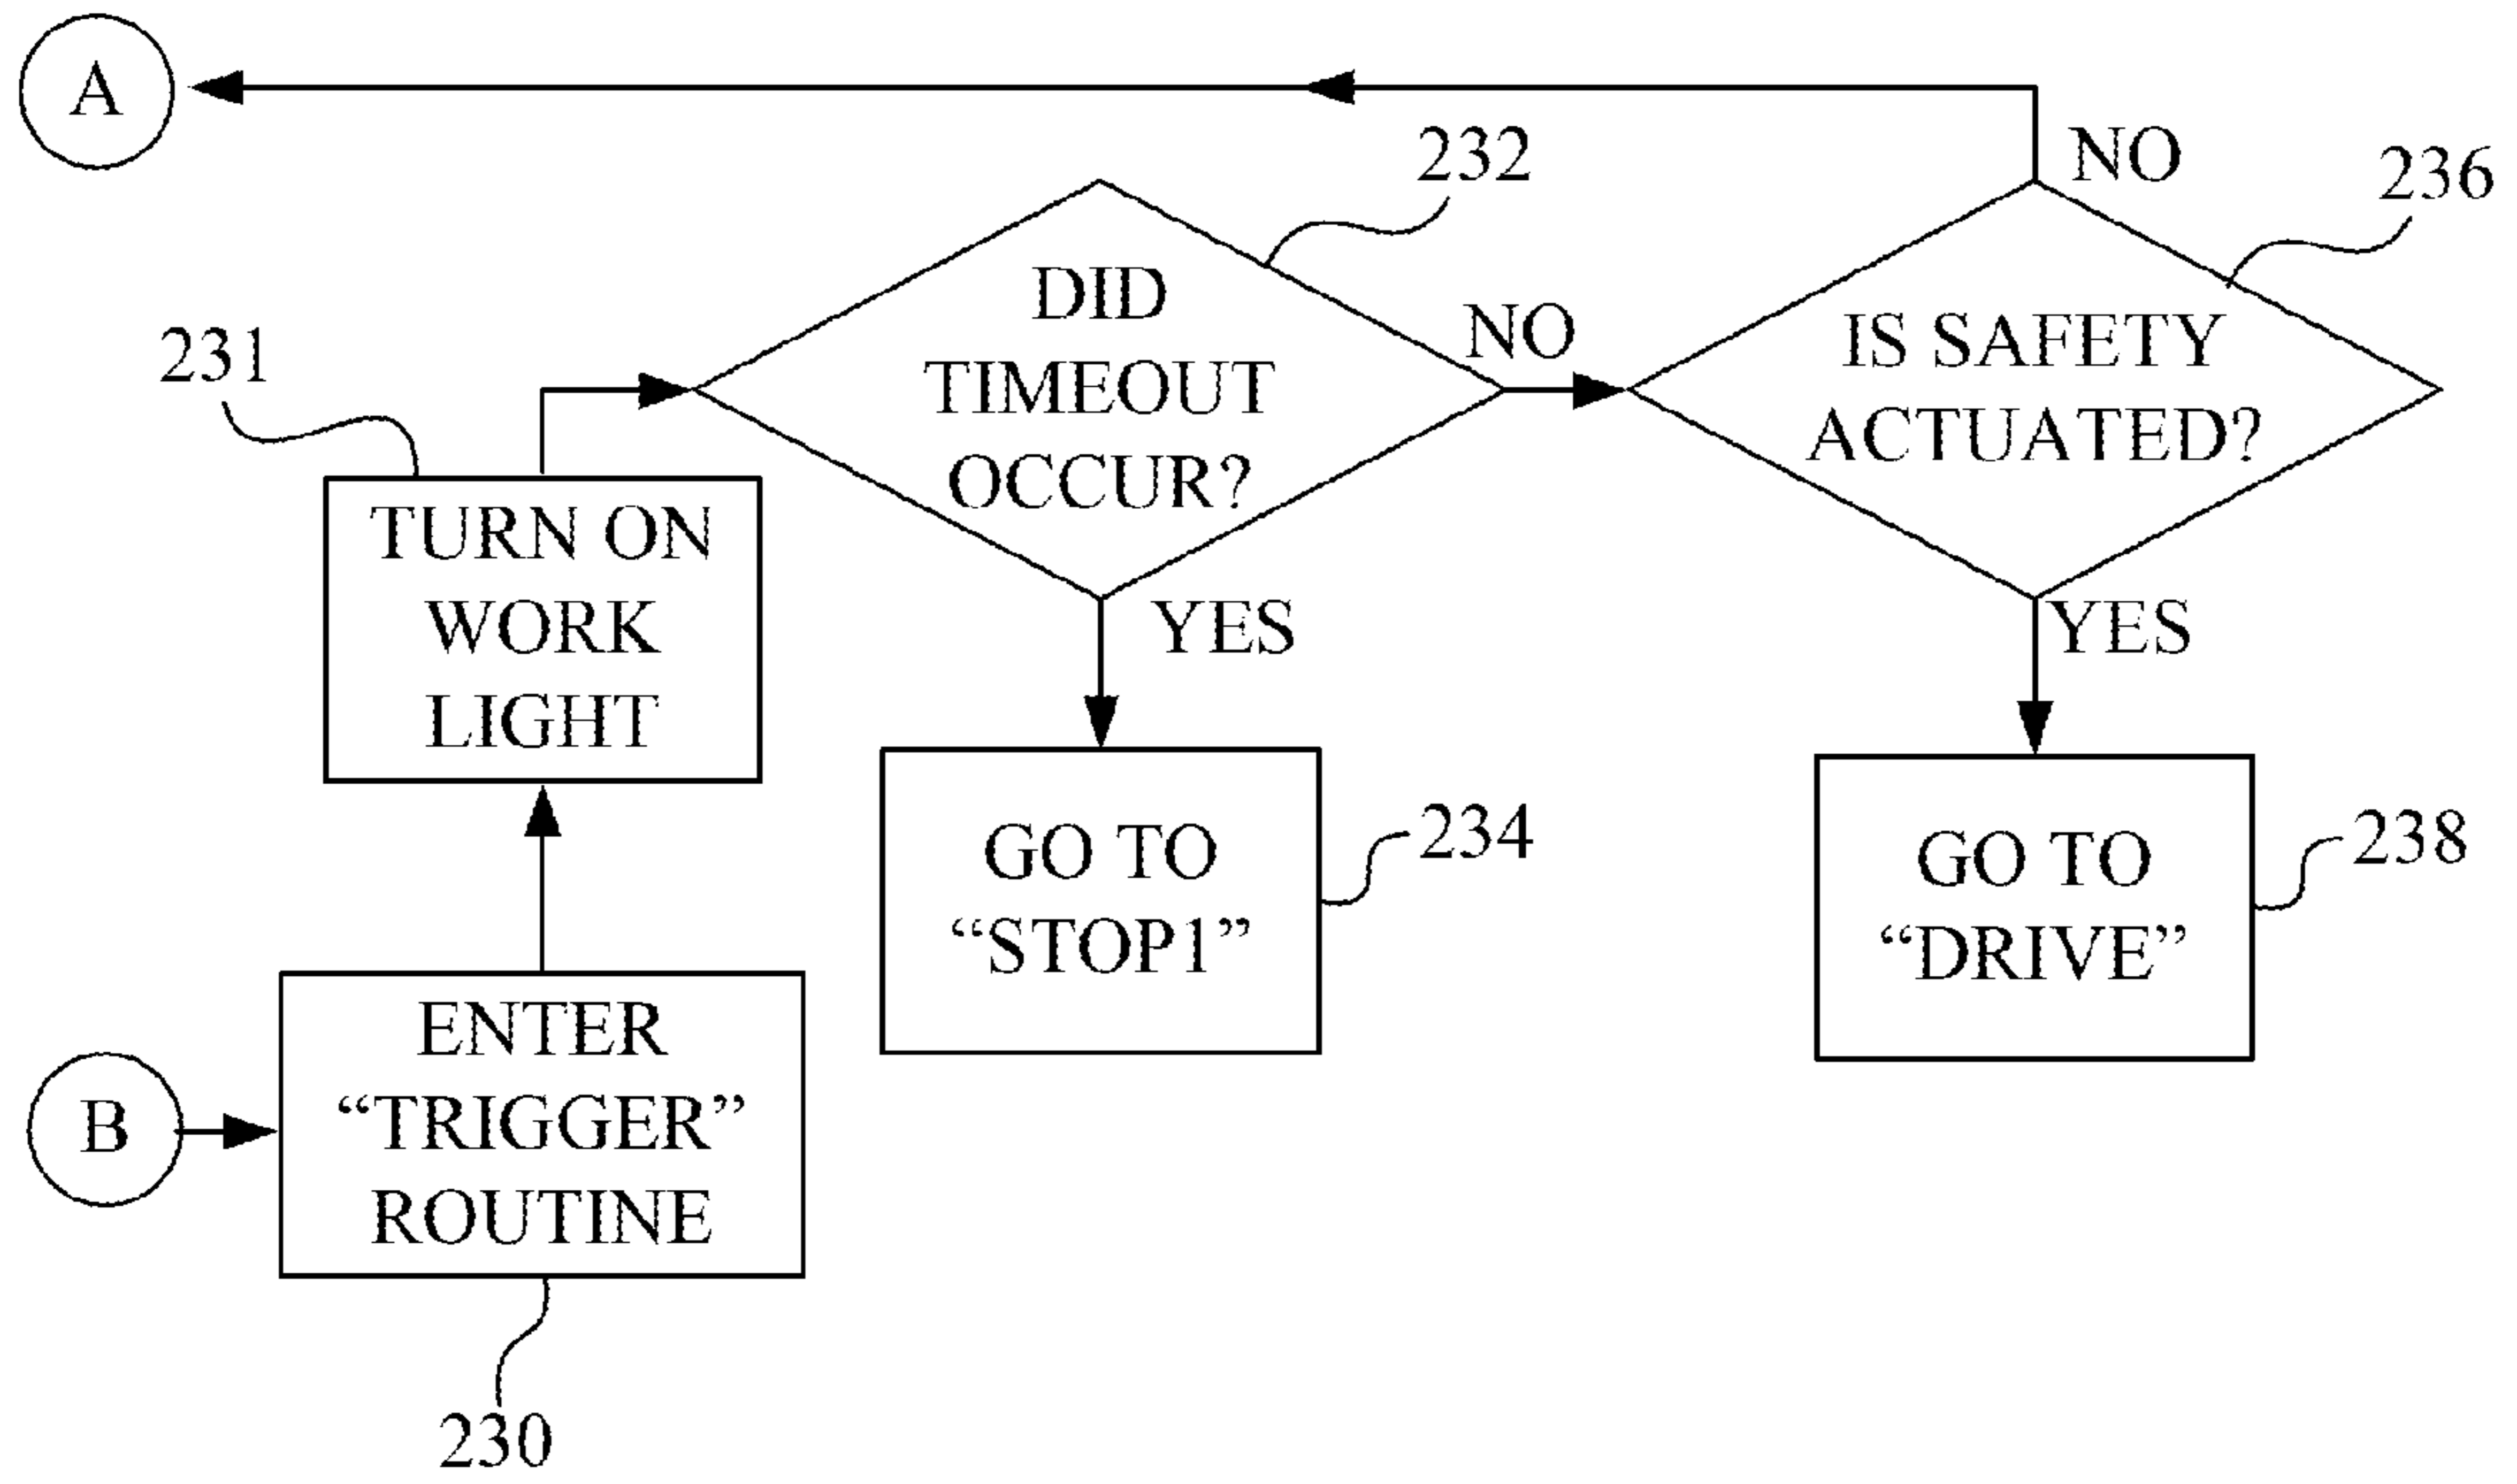 A
NO
232
236
DID
TIMEOUT
OCCUR?
NO
IS SAFETY
ACTUATED?
231
TURN ON
WORK
LIGHT
YES
YES
GO TO
“STOP1”
234
GO TO
“DRIVE”
238
B
ENTER
“TRIGGER”
ROUTINE
230